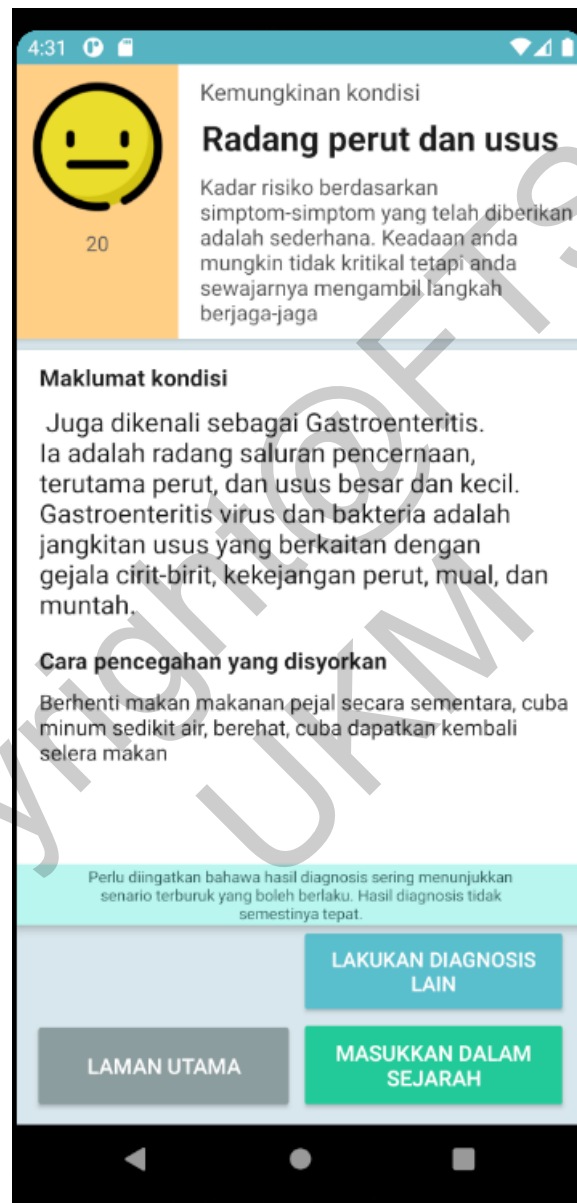 4:31
Kemungkinan kondisi
Radang perut dan usus
Kadar risiko berdasarkan
simptom-simptom yang telah diberikan
adalah sederhana. Keadaan anda
mungkin tidak kritikal tetapi anda
sewajarnya mengambil langkah
berjaga-jaga
20
Maklumat kondisi
Juga dikenali sebagai Gastroenteritis.
Ia adalah radang saluran pencernaan,
terutama perut, dan usus besar dan kecil.
Gastroenteritis virus dan bakteria adalah
jangkitan usus yang berkaitan dengan
gejala cirit-birit, kekejangan perut, mual, dan
muntah.
Cara pencegahan yang disyorkan
Berhenti makan makanan pejal secara sementara, cuba
minum sedikit air, berehat, cuba dapatkan kembali
selera makan
Perlu diingatkan bahawa hasil diagnosis sering menunjukkan
senario terburuk yang boleh berlaku. Hasil diagnosis tidak
semestinya tepat.
LAKUKAN DIAGNOSIS
LAIN
LAMAN UTAMA
MASUKKAN DALAM
SEJARAH
yright@FTS
UKM